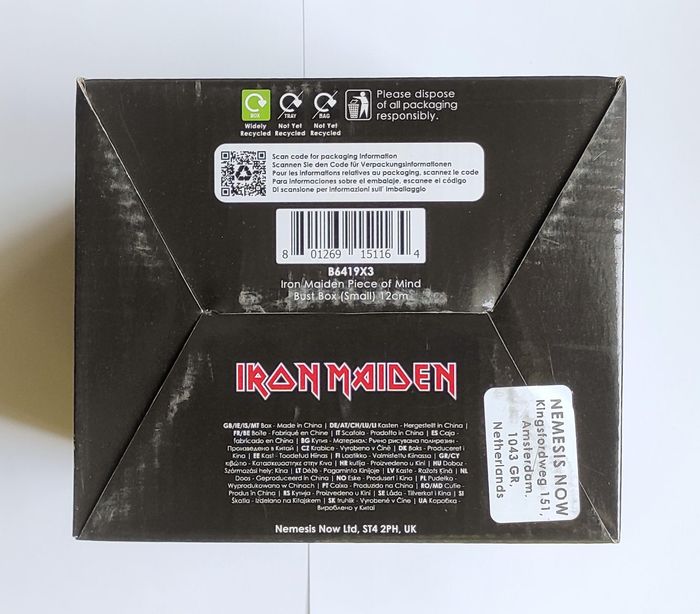 Please dispose
of all packaging
responsibly.
BOX
TRAY
BAG
Widely
Recycled
Not Yet
Recycled
Not Yet
Recycled
Scan code for packaging information
Scannen Sie den Code für Verpackungsinformationen
Pour les informations relatives au packaging, scannez le code
Para informaciones sobre el embalaje, escanee el código
Di scansione per informazioni sull' imballaggio
8 01269 15116 4
B6419X3
Iron Maiden Piece of Mind
Bust Box (Small) 12cm
IRON MAIDEN
GB/IE/IS/MT Box - Made in China | DE/AT/CH/LU/LI Kasten - Hergestellt in China |
FR/BE Boîte - Fabriqué en Chine | IT Scatola - Prodotto in China | ES Caja -
fabricado en China | BG Кутия - Материал: Ръчно рисувана полирезин -
Произведено в Китай | CZ Krabice - Vyrobeno v Číně | DK Boks - Produceret i
Kina | EE Kast - Toodetud Hiinas | FI Laatikko - Valmistettu Kiinassa | GR/CY
κιβώτιο - Κατασκευαστηκε στην Κινα | HR kutija - Proizvedeno u Kini | HU Doboz -
Származási hely: Kína | LT Dėžė - Pagaminta Kinijoje | LV Kaste - Ražots Ķīnā | NL
Doos - Geproduceerd in China | NO Eske - Produsert i Kina | PL Pudełko -
Wyprodukowano w Chinach | PT Caixa - Produzido na China | RO/MD Cutie -
Produs in China | RS Кутија - Proizvedeno u Kini | SE Låda - Tillverkat i Kina | SI
Škatla - Izdelano na Kitajskem | SK truhlík - Vyrobené v Číne | UA Коробка -
Вироблено у Китаї
Nemesis Now Ltd, ST4 2PH, UK
NEMESIS NOW
Kingsfordweg 151,
Amsterdam,
1043 GR,
Netherlands